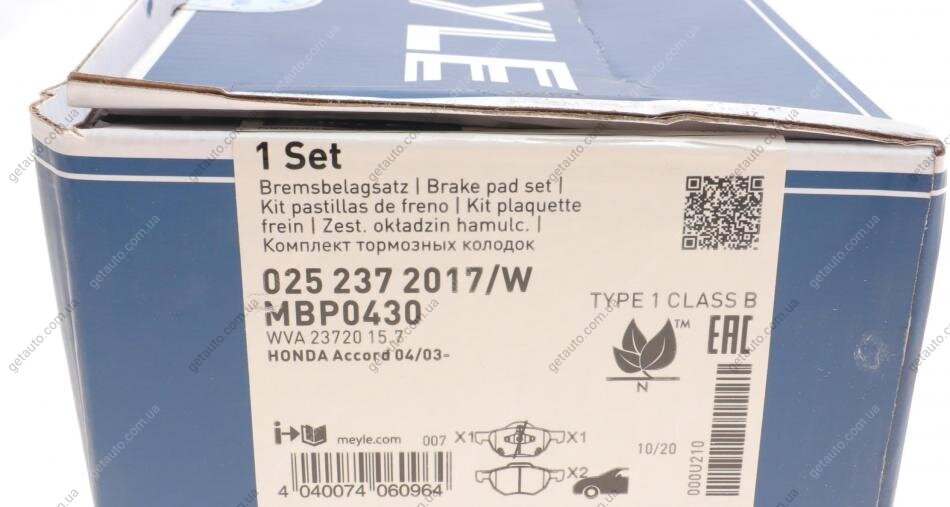 YLE
1 Set
Bremsbelagsatz | Brake pad set |
Kit pastillas de freno | Kit plaquette
frein | Zest. okładzin hamulc. |
Комплект тормозных колодок
025 237 2017/W
MBP0430
WVA 23720 15.7
HONDA Accord 04/03-
TYPE 1 CLASS B
TM
EAC
N
i
meyle.com
007
X1
X1
X2
10/20
000U210
4 040074 060964
getauto.com.ua